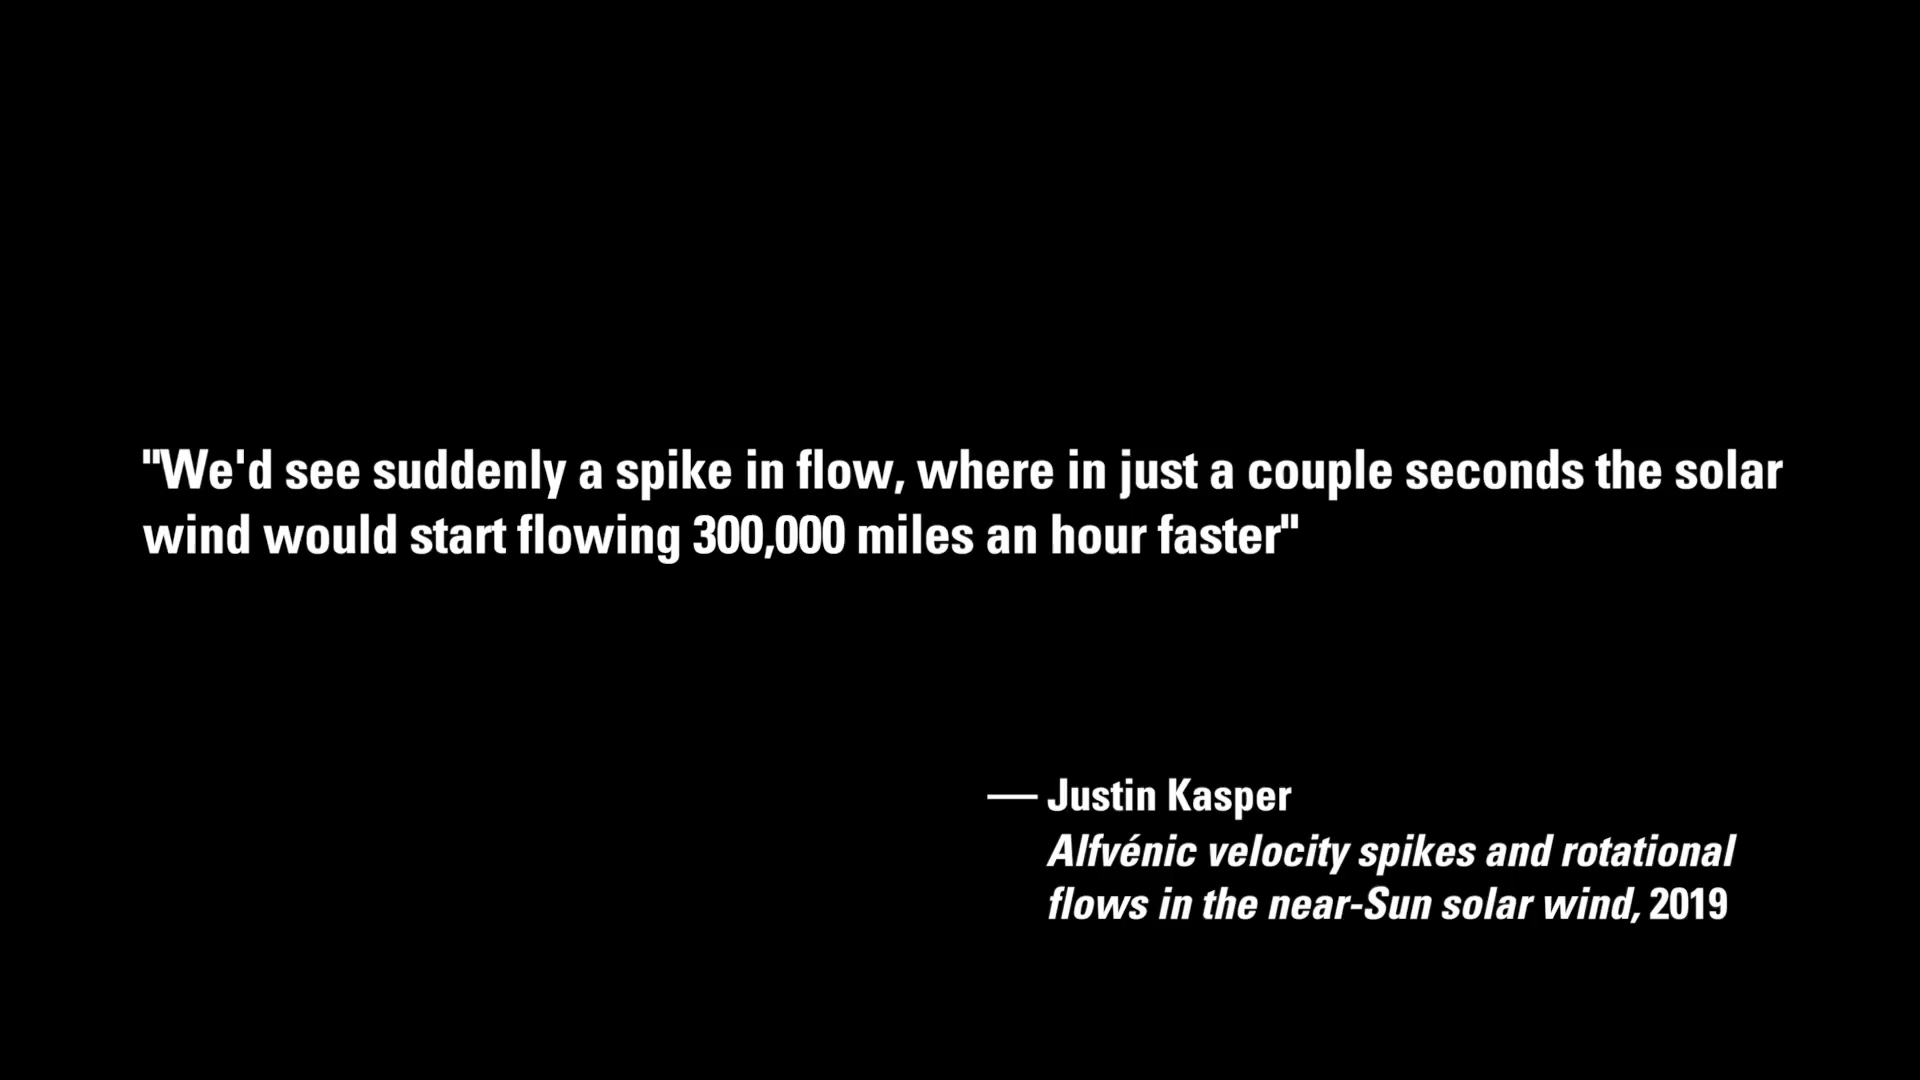 "We'd see suddenly a spike in flow, where in just a couple seconds the solar
wind would start flowing 300,000 miles an hour faster"
— Justin Kasper
Alfvénic velocity spikes and rotational
flows in the near-Sun solar wind, 2019